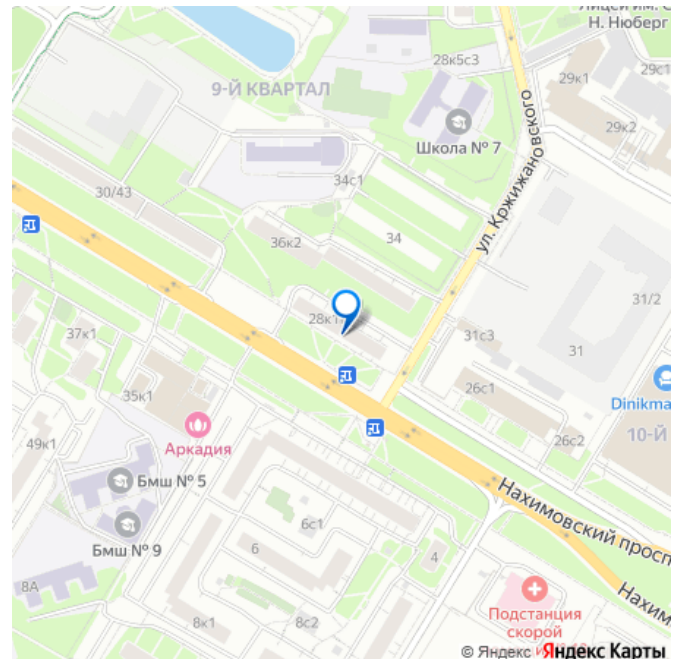 Лицей им. С
Н. Нюберг
28к5с3
29к1
29с1
9-Й КВАРТАЛ
29к2
Школа № 7
34с1
30/43
ул. Кржижановского
34
36к2
31/2
28к1
31с3
37к1
31
26с1
Dinikma
35к1
Аркадия
26с2
10-Й
49к1
Бмш № 5
Нахимовский просп
6с1
Бмш № 9
6
4
8А
Нахим
Подстанция
скорой
8к1
8с2
© Яндекс Яндекс Карты